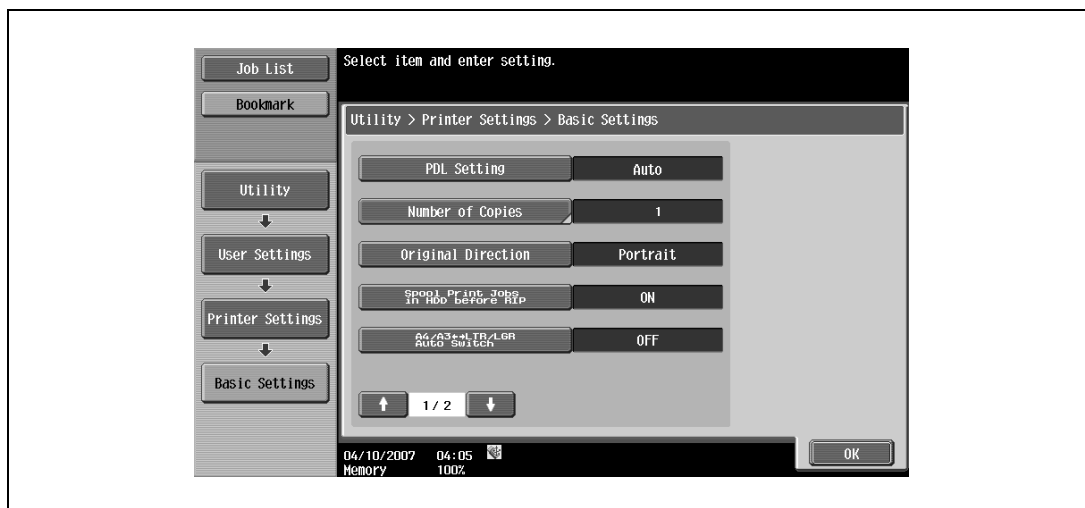 Job List
Bookmark
Utility
User Settings
Printer Settings
Basic Settings
Select item and enter setting.
Utility > Printer Settings > Basic Settings
PDL Setting
Auto
Number of Copies
1
Original Direction
Portrait
Spool Print Jobs
in HDD before RIP
ON
A4/A3↔LTR/LGR
Auto Switch
OFF
1/ 2
04/10/2007 04:05
Memory 100%
OK